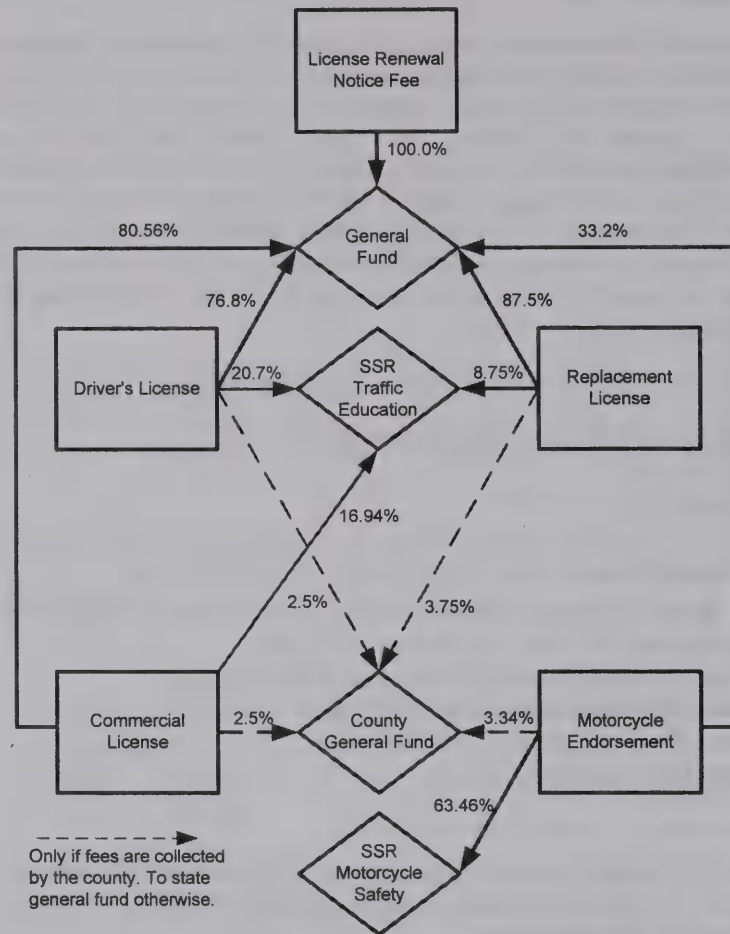 License Renewal
Notice Fee
100.0%
80.56%
General
Fund
33.2%
76.8%
87.5%
Driver's License
20.7%
SSR
Traffic
Education
8.75%
Replacement
License
16.94%
2.5%
3.75%
Commercial
License
2.5%
County
General Fund
3.34%
Motorcycle
Endorsement
63.46%
Only if fees are collected
by the county. To state
general fund otherwise.
SSR
Motorcycle
Safety